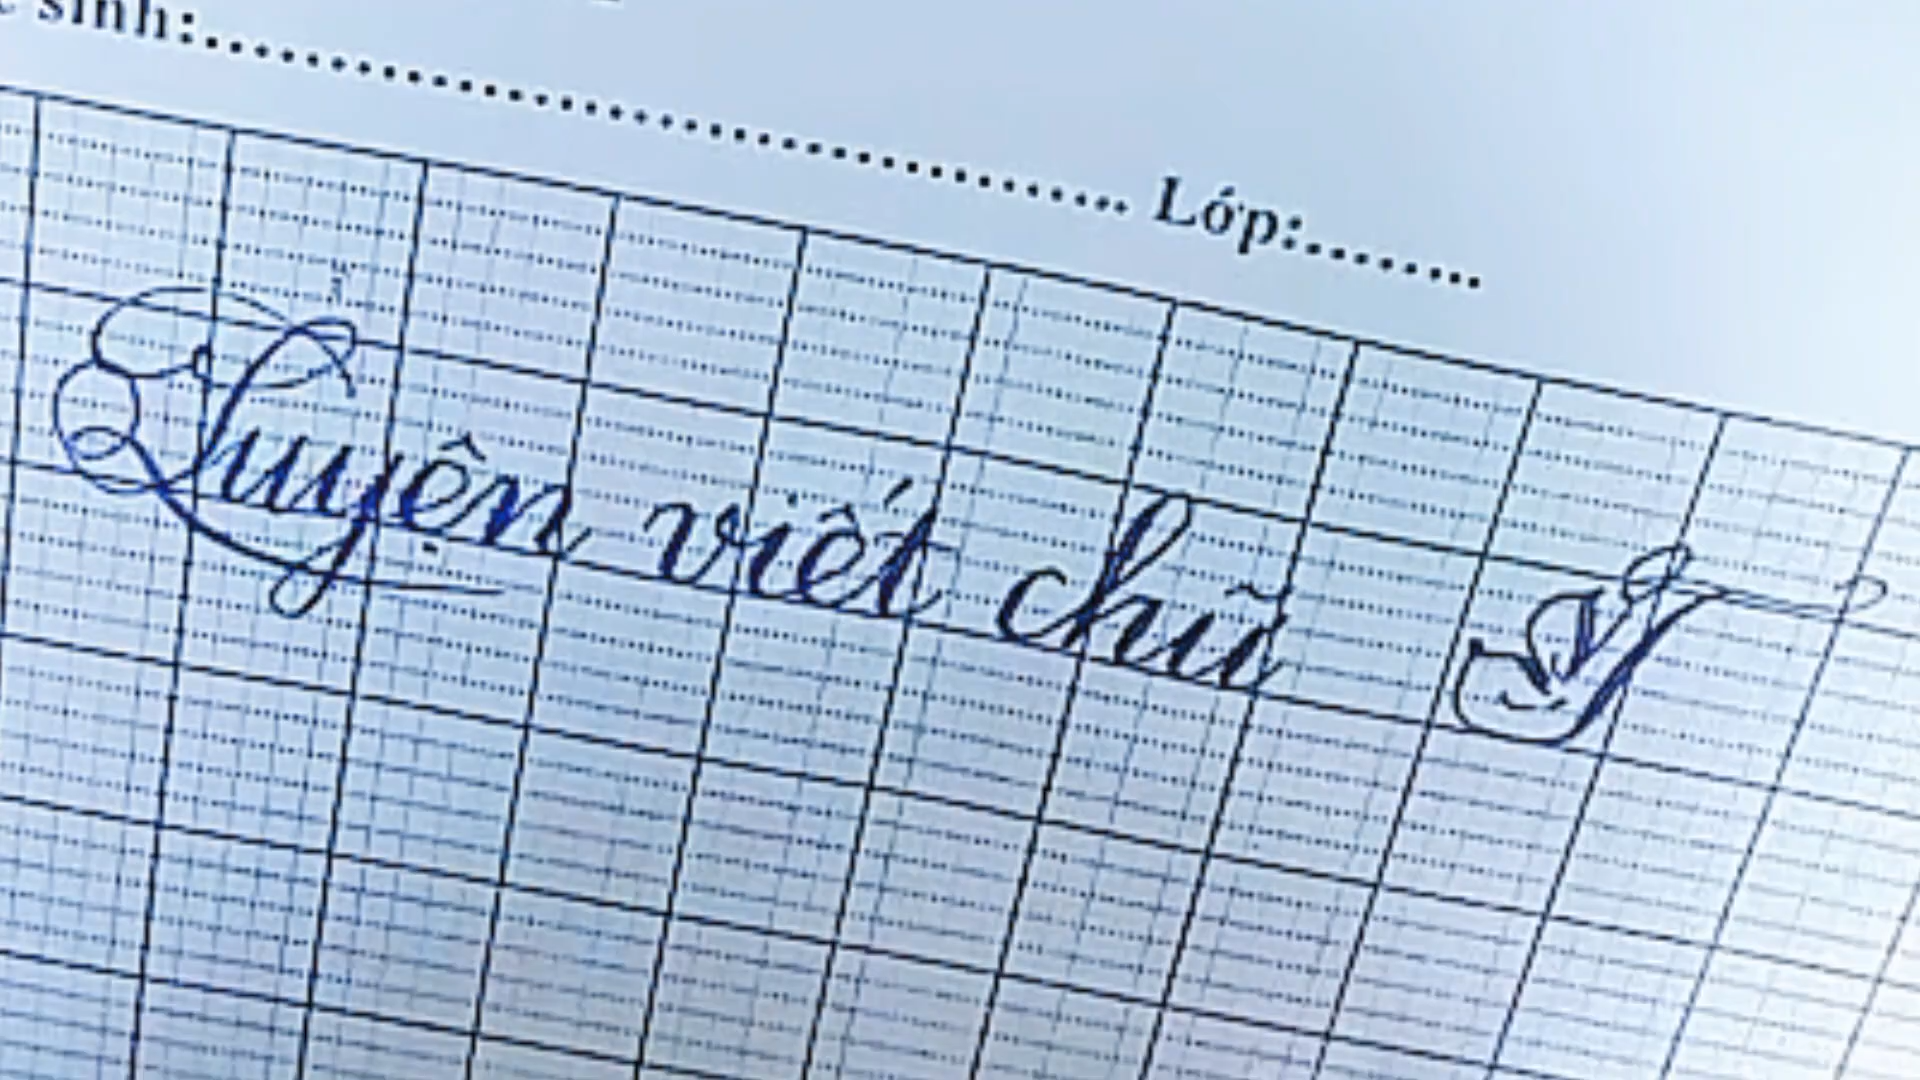 sinh:........................................ Lớp:........
Luyện viết chữ